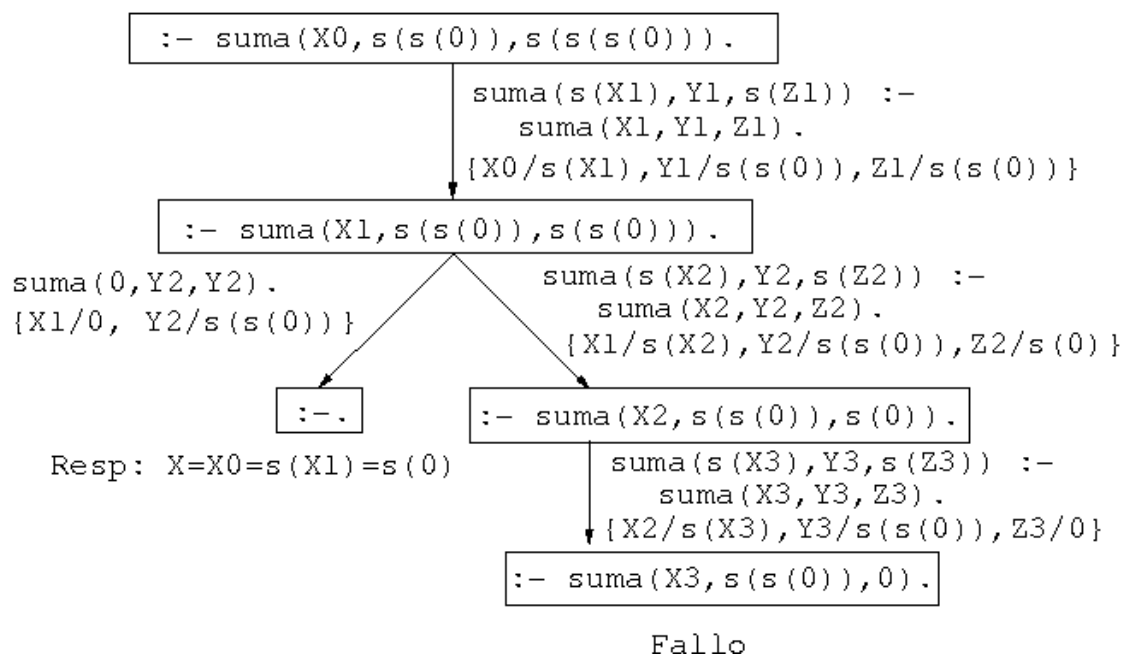 :- suma(X0,s(s(0)),s(s(s(0))).
suma(s(X1),Y1,s(Z1)) :-
suma(X1,Y1,Z1).
{X0/s(X1),Y1/s(s(0)),Z1/s(s(0))}
:- suma(X1,s(s(0)),s(s(0))).
suma(0,Y2,Y2).
{X1/0, Y2/s(s(0))}
suma(s(X2),Y2,s(Z2)) :-
suma(X2,Y2,Z2).
{X1/s(X2),Y2/s(s(0)),Z2/s(0)}
:-.
Resp: X=X0=s(X1)=s(0)
:- suma(X2,s(s(0)),s(0)).
suma(s(X3),Y3,s(Z3)) :-
suma(X3,Y3,Z3).
{X2/s(X3),Y3/s(s(0)),Z3/0}
:- suma(X3,s(s(0)),0).
Fallo